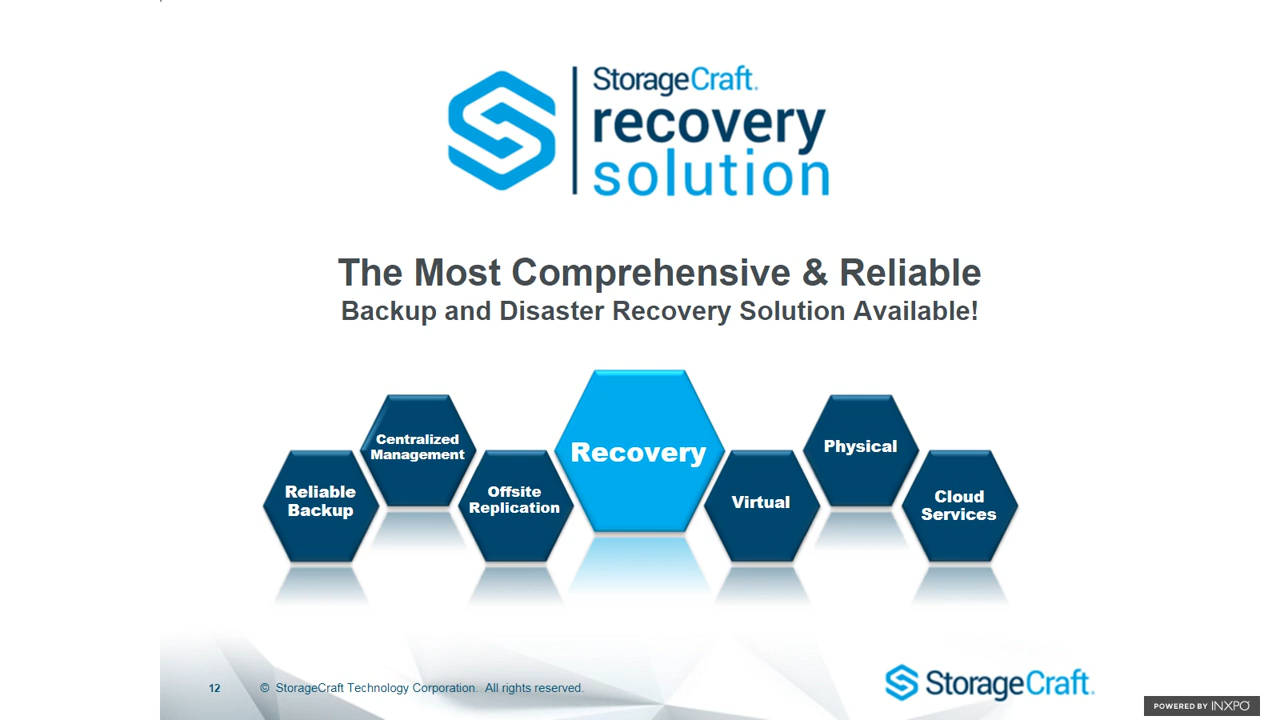 StorageCraft.
recovery
solution
The Most Comprehensive & Reliable
Backup and Disaster Recovery Solution Available!
Reliable
Backup
Centralized
Management
Offsite
Replication
Recovery
Virtual
Physical
Cloud
Services
12 © StorageCraft Technology Corporation. All rights reserved.
StorageCraft.
POWERED BY INXPO